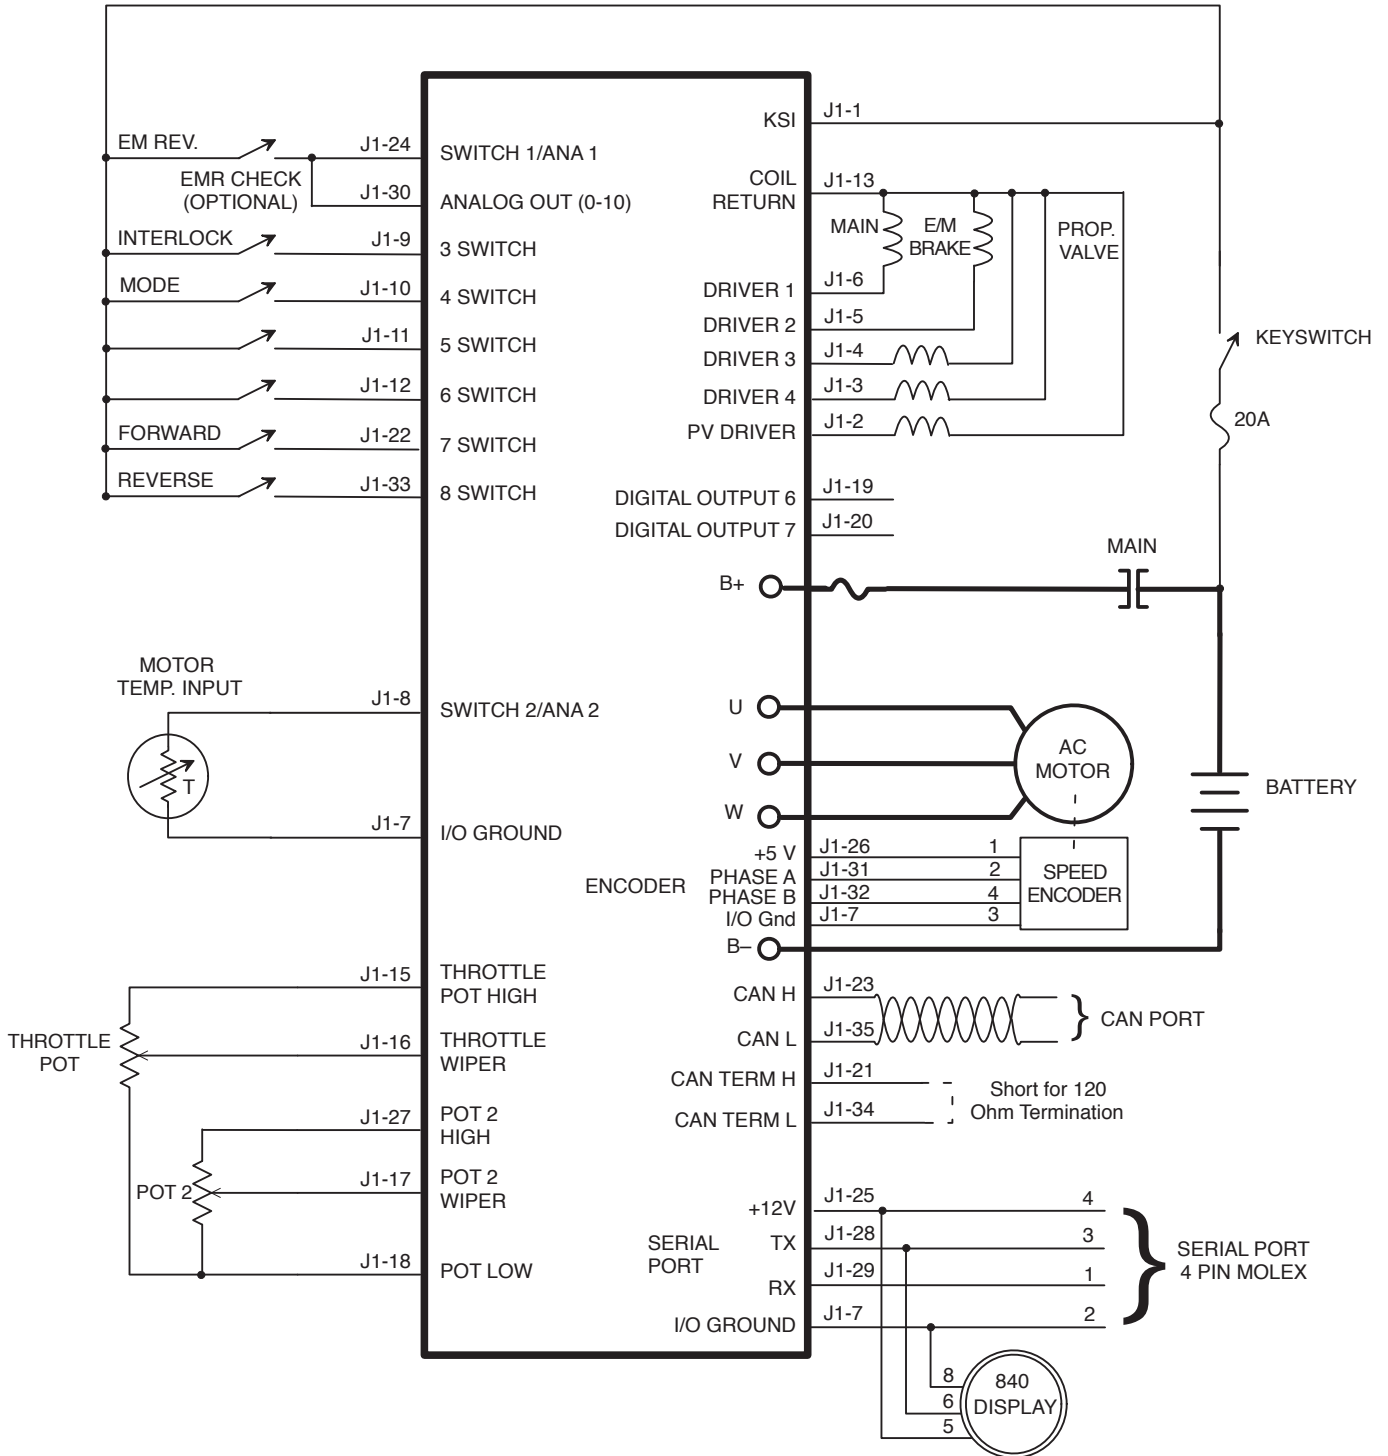 EM REV.
J1-24
SWITCH 1/ANA 1
EMR CHECK
(OPTIONAL)
J1-30
ANALOG OUT (0-10)
INTERLOCK
J1-9
3 SWITCH
MODE
J1-10
4 SWITCH
J1-11
5 SWITCH
J1-12
6 SWITCH
FORWARD
J1-22
7 SWITCH
REVERSE
J1-33
8 SWITCH
MOTOR
TEMP. INPUT
J1-8
SWITCH 2/ANA 2
T
J1-7
I/O GROUND
THROTTLE
POT
J1-15
THROTTLE
POT HIGH
J1-16
THROTTLE
WIPER
J1-27
POT 2
HIGH
POT 2
J1-17
POT 2
WIPER
J1-18
POT LOW
KSI
J1-1
COIL
RETURN
J1-13
MAIN
E/M
BRAKE
PROP.
VALVE
DRIVER 1
J1-6
DRIVER 2
J1-5
DRIVER 3
J1-4
DRIVER 4
J1-3
PV DRIVER
J1-2
KEYSWITCH
20A
DIGITAL OUTPUT 6
J1-19
DIGITAL OUTPUT 7
J1-20
MAIN
B+
U
V
W
AC
MOTOR
BATTERY
ENCODER
+5 V
J1-26
1
PHASE A
J1-31
2
PHASE B
J1-32
4
I/O Gnd
J1-7
3
SPEED
ENCODER
B–
CAN H
J1-23
CAN L
J1-35
CAN PORT
CAN TERM H
J1-21
CAN TERM L
J1-34
Short for 120
Ohm Termination
SERIAL
PORT
+12V
J1-25
4
TX
J1-28
3
RX
J1-29
1
I/O GROUND
J1-7
2
SERIAL PORT
4 PIN MOLEX
8
6
5
840
DISPLAY